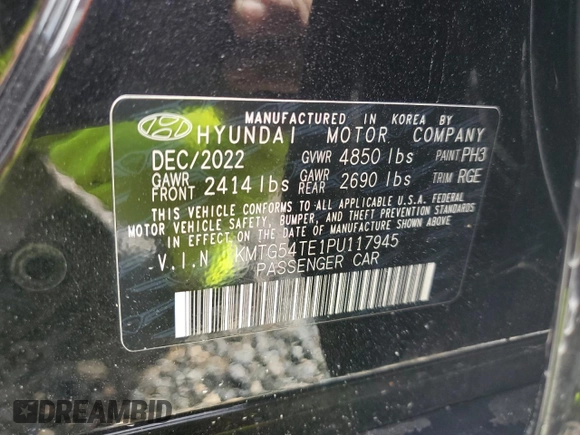 MANUFACTURED IN KOREA BY
HYUNDAI MOTOR COMPANY
DEC/2022 GVWR 4850 lbs PAINT PH3
GAWR FRONT 2414 lbs GAWR REAR 2690 lbs TRIM RGE
THIS VEHICLE CONFORMS TO ALL APPLICABLE U.S.A. FEDERAL
MOTOR VEHICLE SAFETY, BUMPER, AND THEFT PREVENTION STANDARDS
IN EFFECT ON THE DATE OF MANUFACTURE SHOWN ABOVE
V.I.N KMTG54TE1PU117945
PASSENGER CAR
DREAMBID